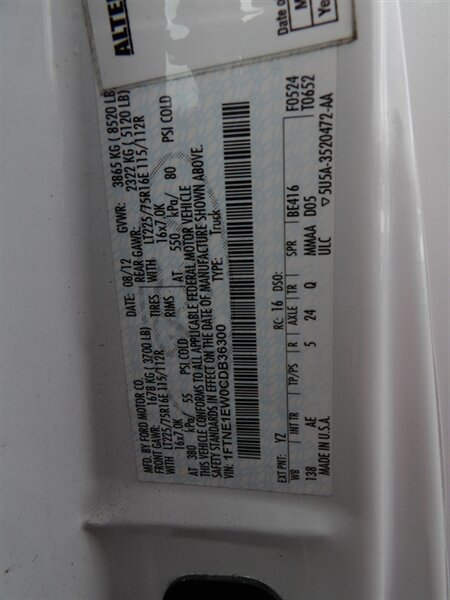 ALTE
Date o
M
Ye
MFD. BY FORD MOTOR CO.
DATE: 08/12
GVWR: 3865 KG ( 8520 LB)
FRONT GAWR: 1678 KG ( 3700 LB)
REAR GAWR: 2322 KG ( 5120 LB)
WITH LT225/75R16E 115/112R TIRES WITH LT225/75R16E 115/112R
16x7.0K RIMS 16x7.0K
AT 380 kPa/ 55 PSI COLD AT 550 kPa/ 80 PSI COLD
THIS VEHICLE CONFORMS TO ALL APPLICABLE FEDERAL MOTOR VEHICLE
SAFETY STANDARDS IN EFFECT ON THE DATE OF MANUFACTURE SHOWN ABOVE.
VIN: 1FTNE1EW0CDB36300
TYPE: Truck
EXT PNT: YZ RC: 16 DSO: BE416 F0524
T0652
WB INT TR TP/PS R AXLE TR SPR
138 AE 5 24 Q MMAA D05
MADE IN U.S.A. ULC ▽5U5A-3520472-AA